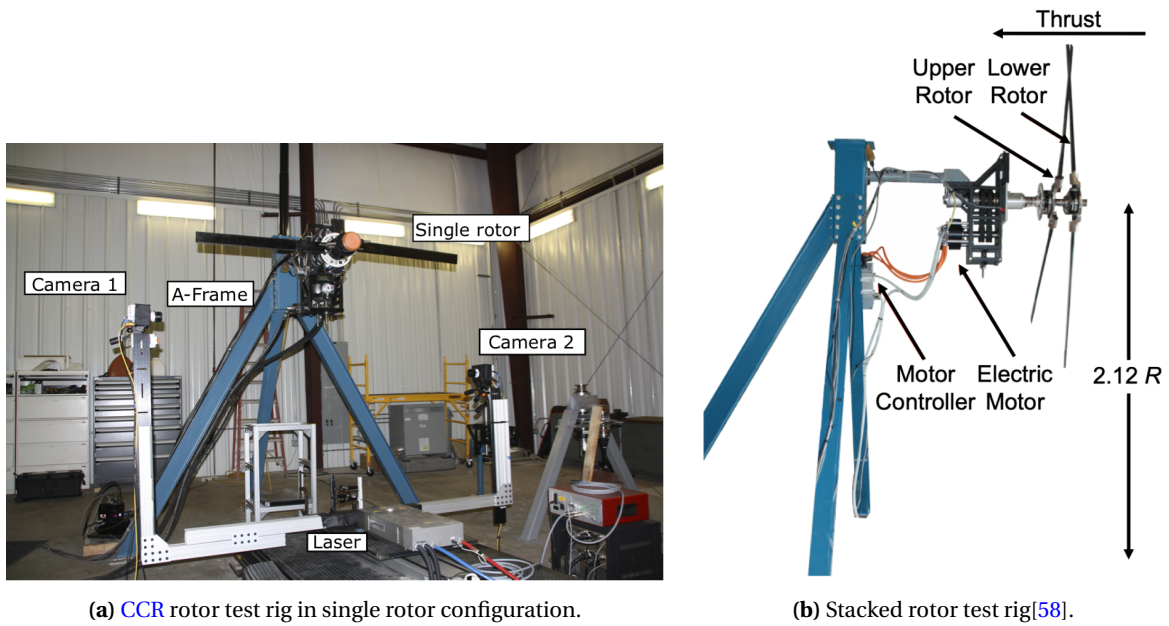 Single rotor
Camera 1
A-Frame
Camera 2
Laser
(a) CCR rotor test rig in single rotor configuration.
Thrust
Upper Lower
Rotor Rotor
Motor Electric
Controller Motor
2.12 R
(b) Stacked rotor test rig[58].